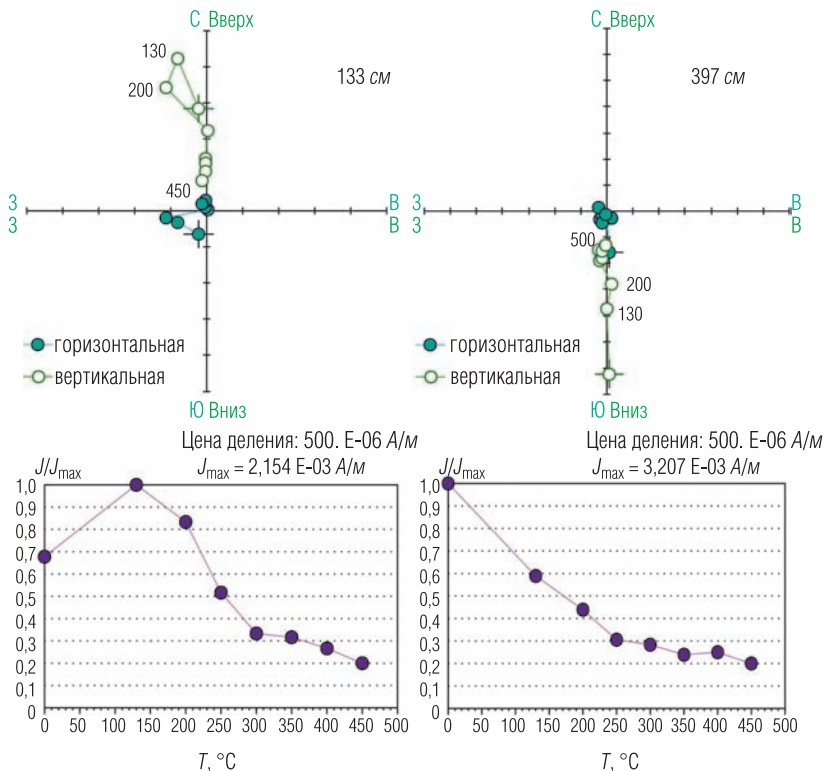 С Вверх
130
200
133 см
450
З
В
З
В
горизонтальная
вертикальная
Ю Вниз
Цена деления: 500. E-06 А/м
J/Jmax
Jmax = 2,154 E-03 А/м
1,0
0,9
0,8
0,7
0,6
0,5
0,4
0,3
0,2
0,1
0
0 50 100 150 200 250 300 350 400 450 500
T, °C
С Вверх
397 см
З
В
З
В
500
200
130
горизонтальная
вертикальная
Ю Вниз
Цена деления: 500. E-06 А/м
J/Jmax
Jmax = 3,207 E-03 А/м
1,0
0,9
0,8
0,7
0,6
0,5
0,4
0,3
0,2
0,1
0
0 50 100 150 200 250 300 350 400 450 500
T, °C